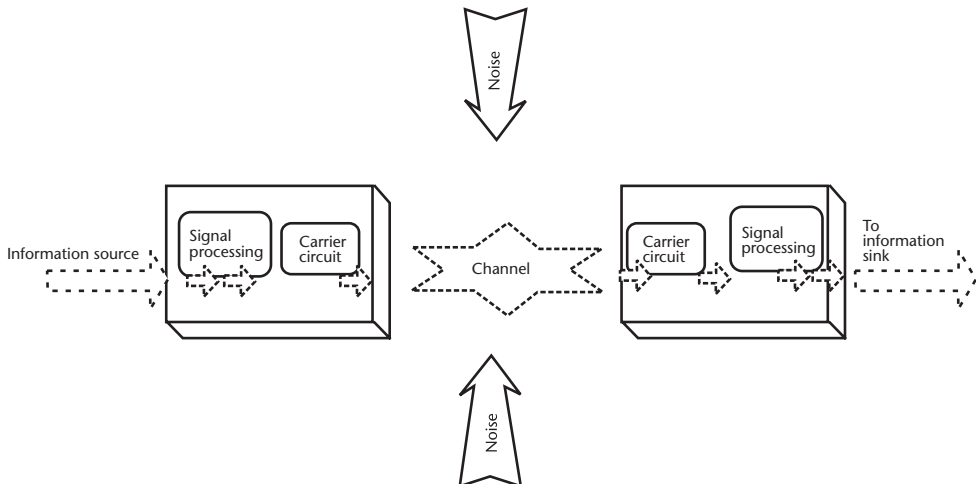 Noise
Information source
Signal
processing
Carrier
circuit
Channel
Carrier
circuit
Signal
processing
To
information
sink
Noise